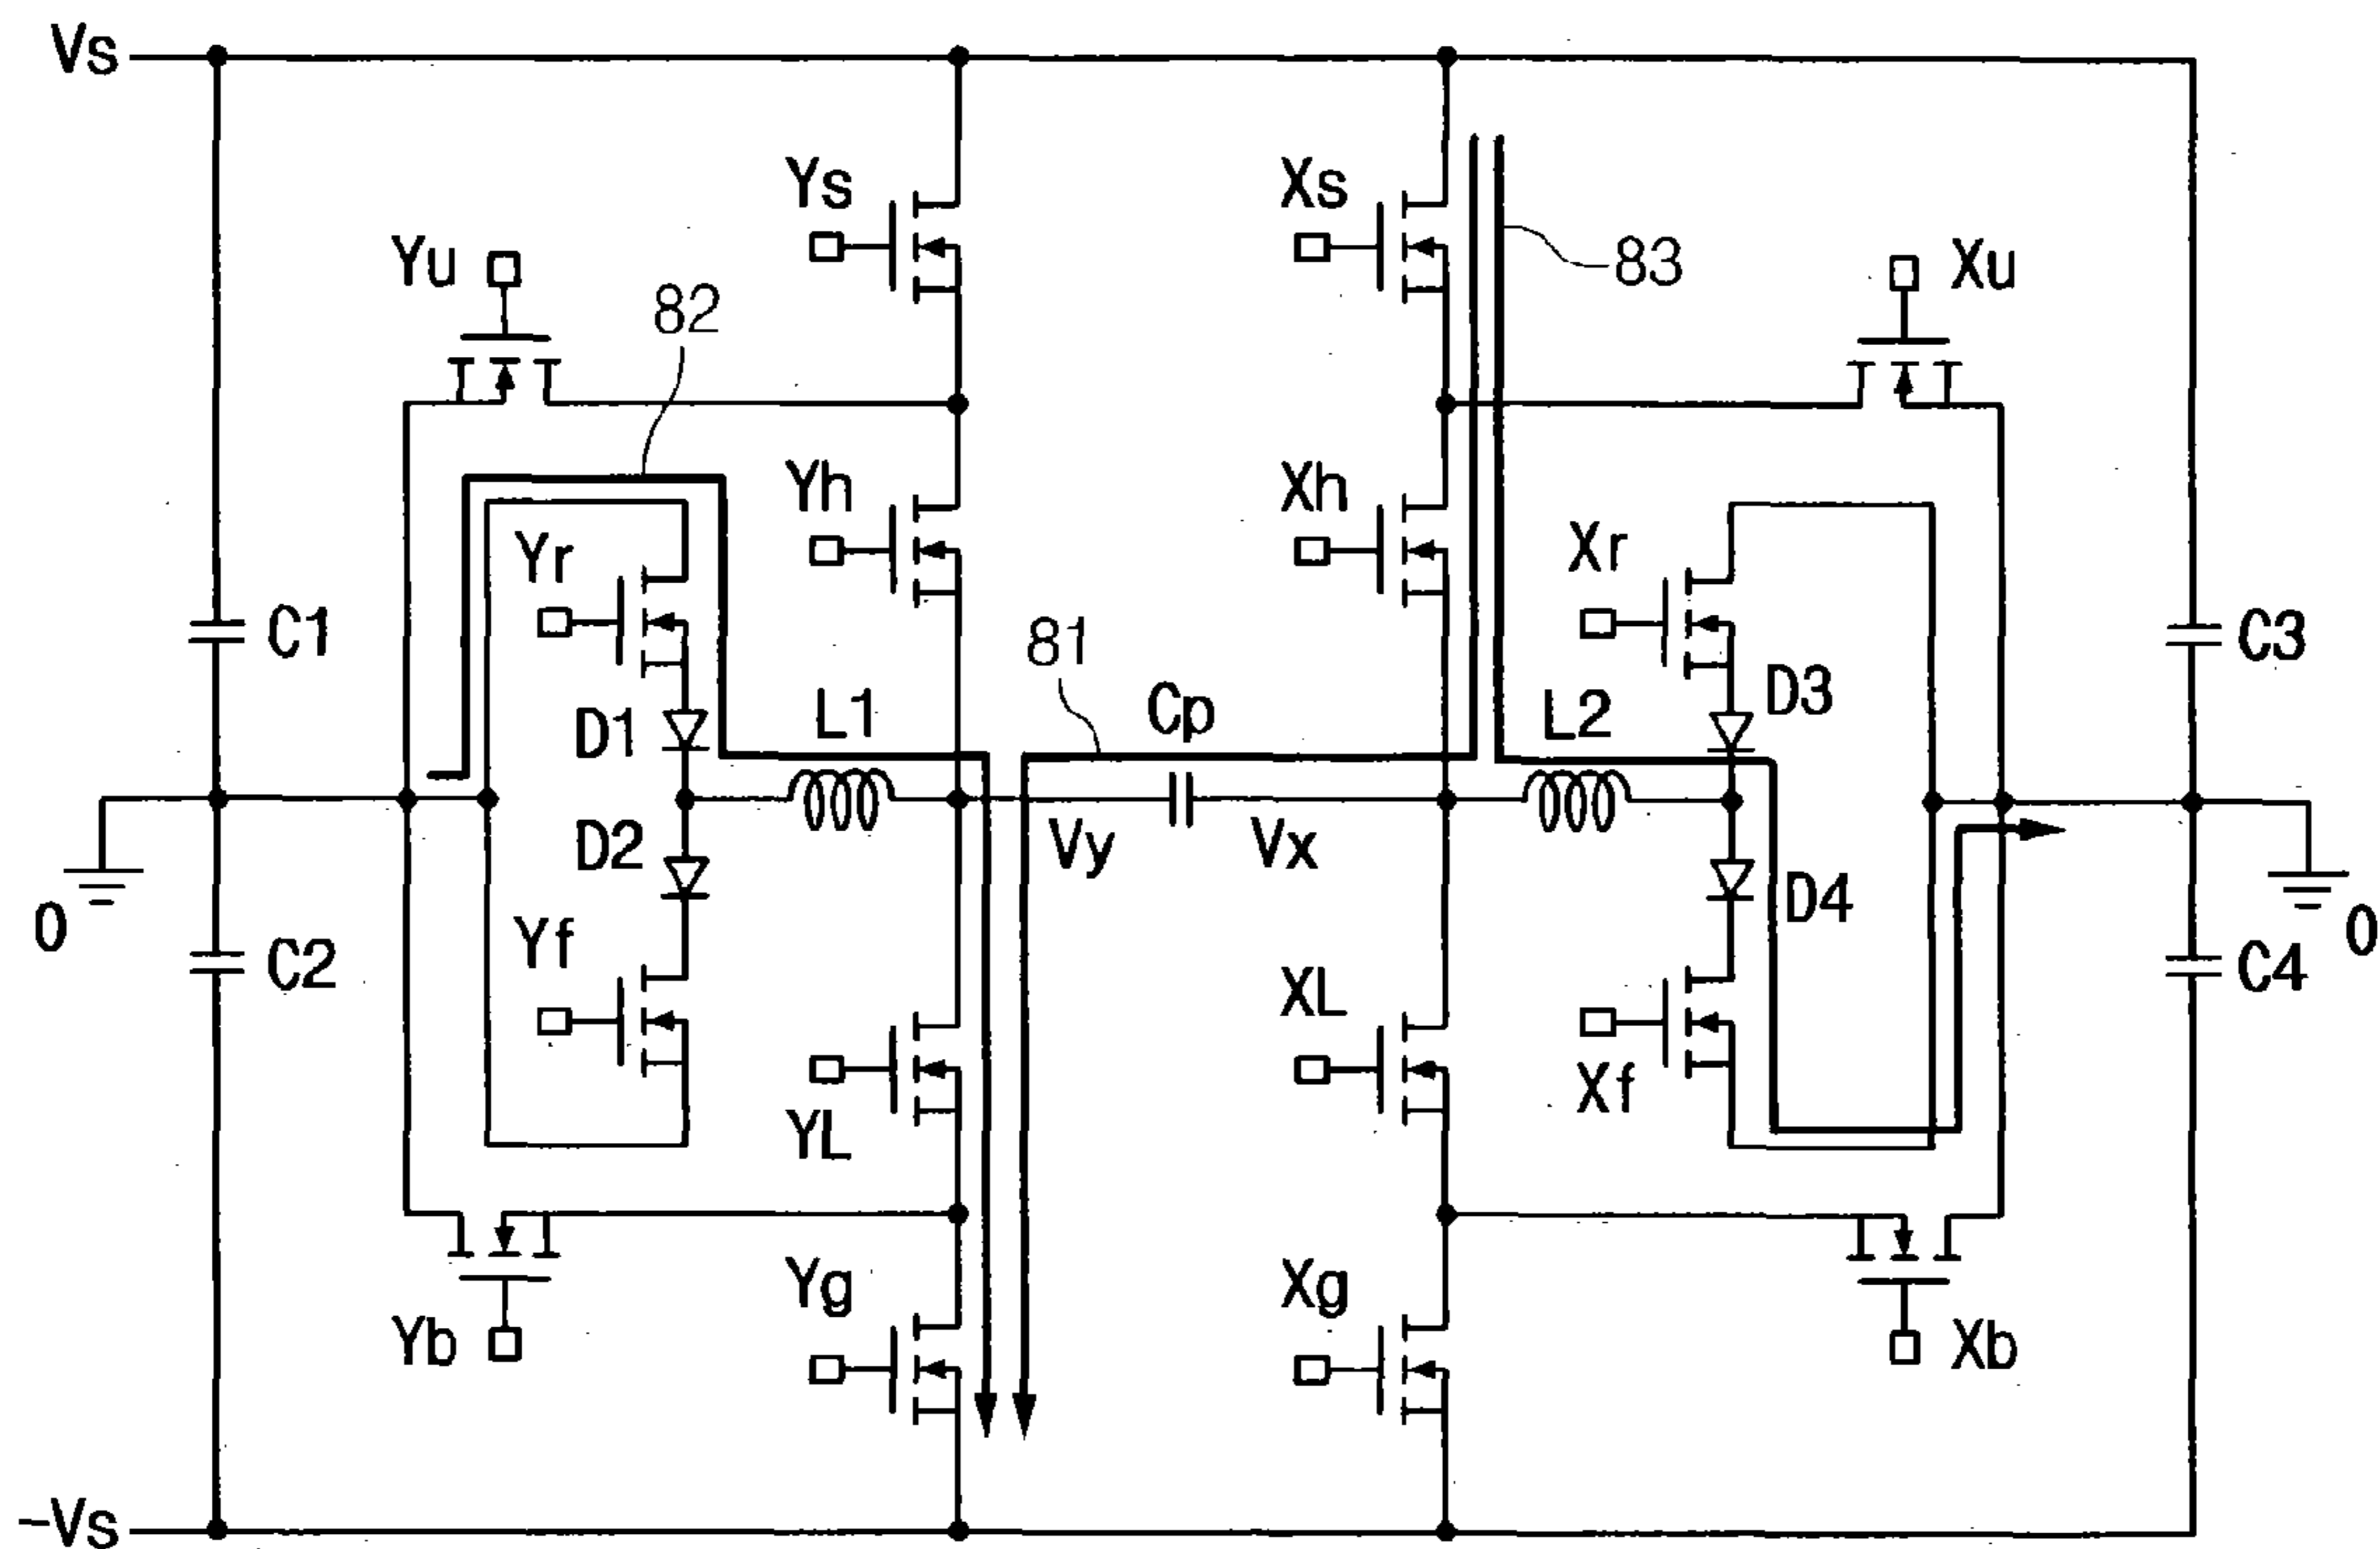 Vs
Ys
Xs
83
Yu
Xu
82
Yh
Xh
Yr
Xr
C1
81
C3
L1
Cp
L2
D3
D1
D2
Vy
Vx
D4
0
0
Yf
C2
XL
C4
Xf
YL
Yg
Xg
Yb
Xb
-Vs